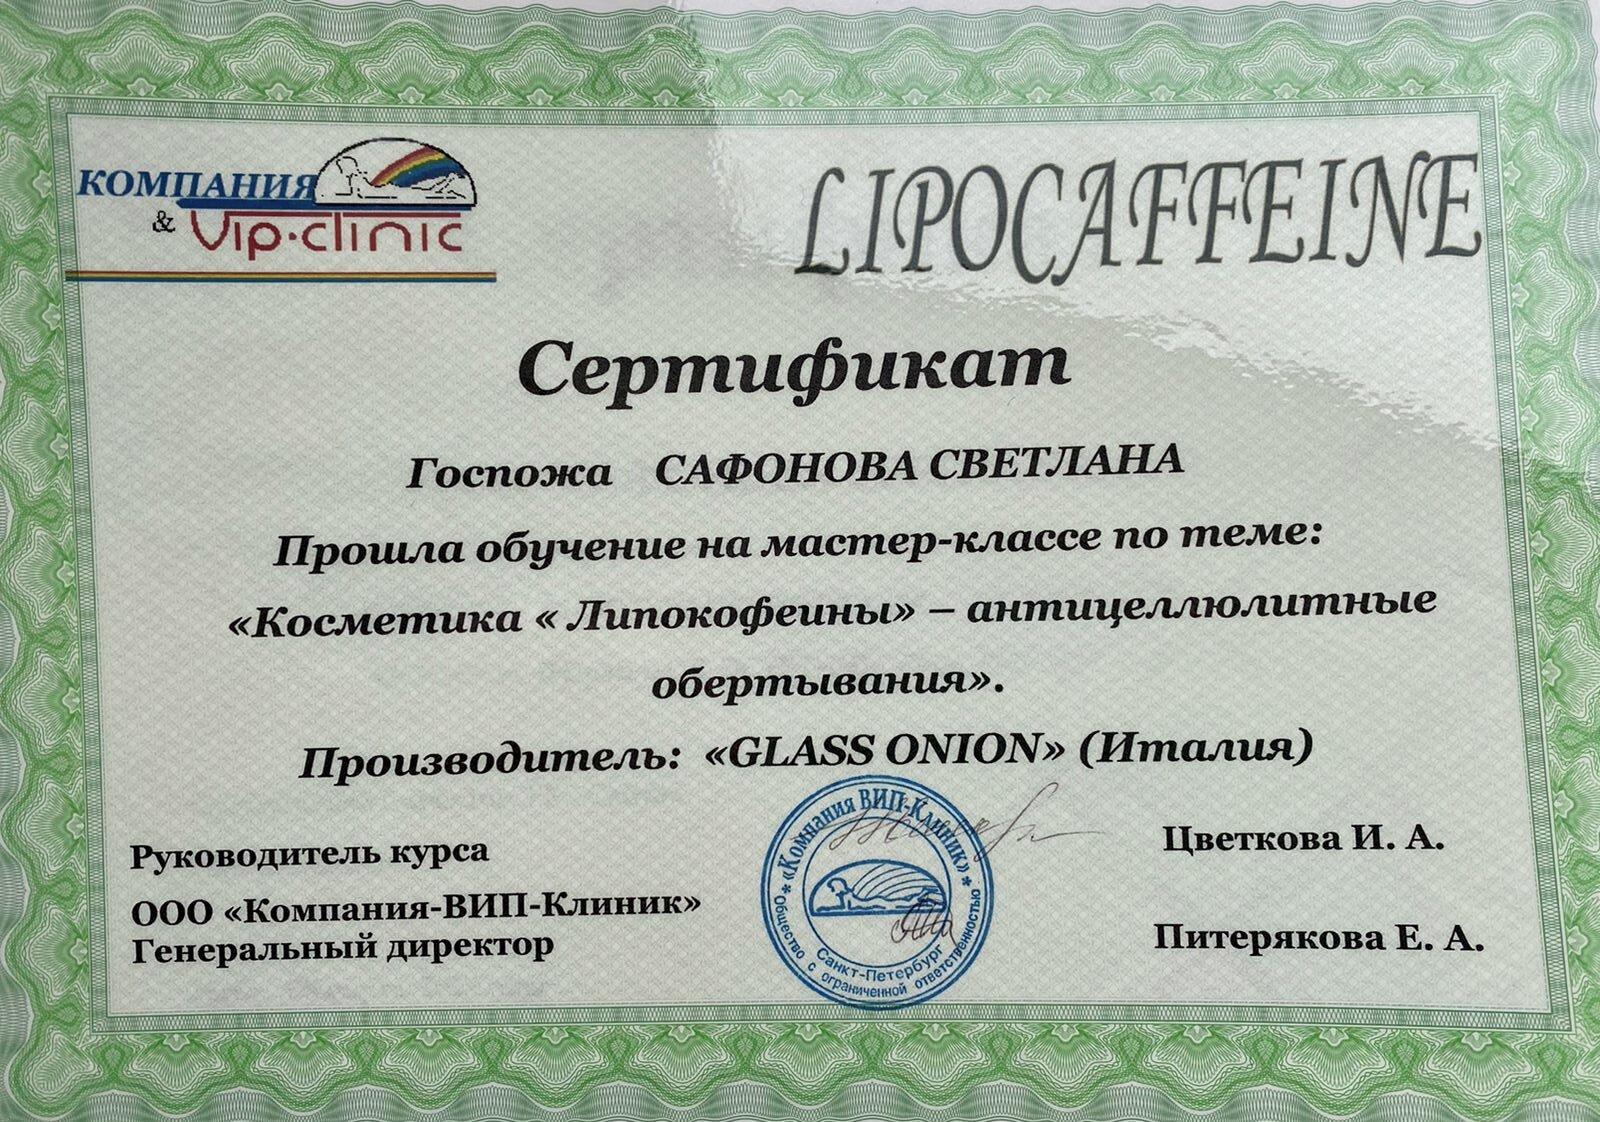 КОМПАНИЯ
& Vip·clinic
LIPOCAFFEINE
Сертификат
Госпожа САФОНОВА СВЕТЛАНА
Прошла обучение на мастер-классе по теме:
«Косметика « Липокофеины» – антицеллюлитные
обертывания».
Производитель: «GLASS ONION» (Италия)
Руководитель курса
Цветкова И. А.
ООО «Компания-ВИП-Клиник»
Генеральный директор
Питерякова Е. А.
«Компания ВИП-Клиник»
Санкт-Петербург
* Общество с ограниченной ответственностью *